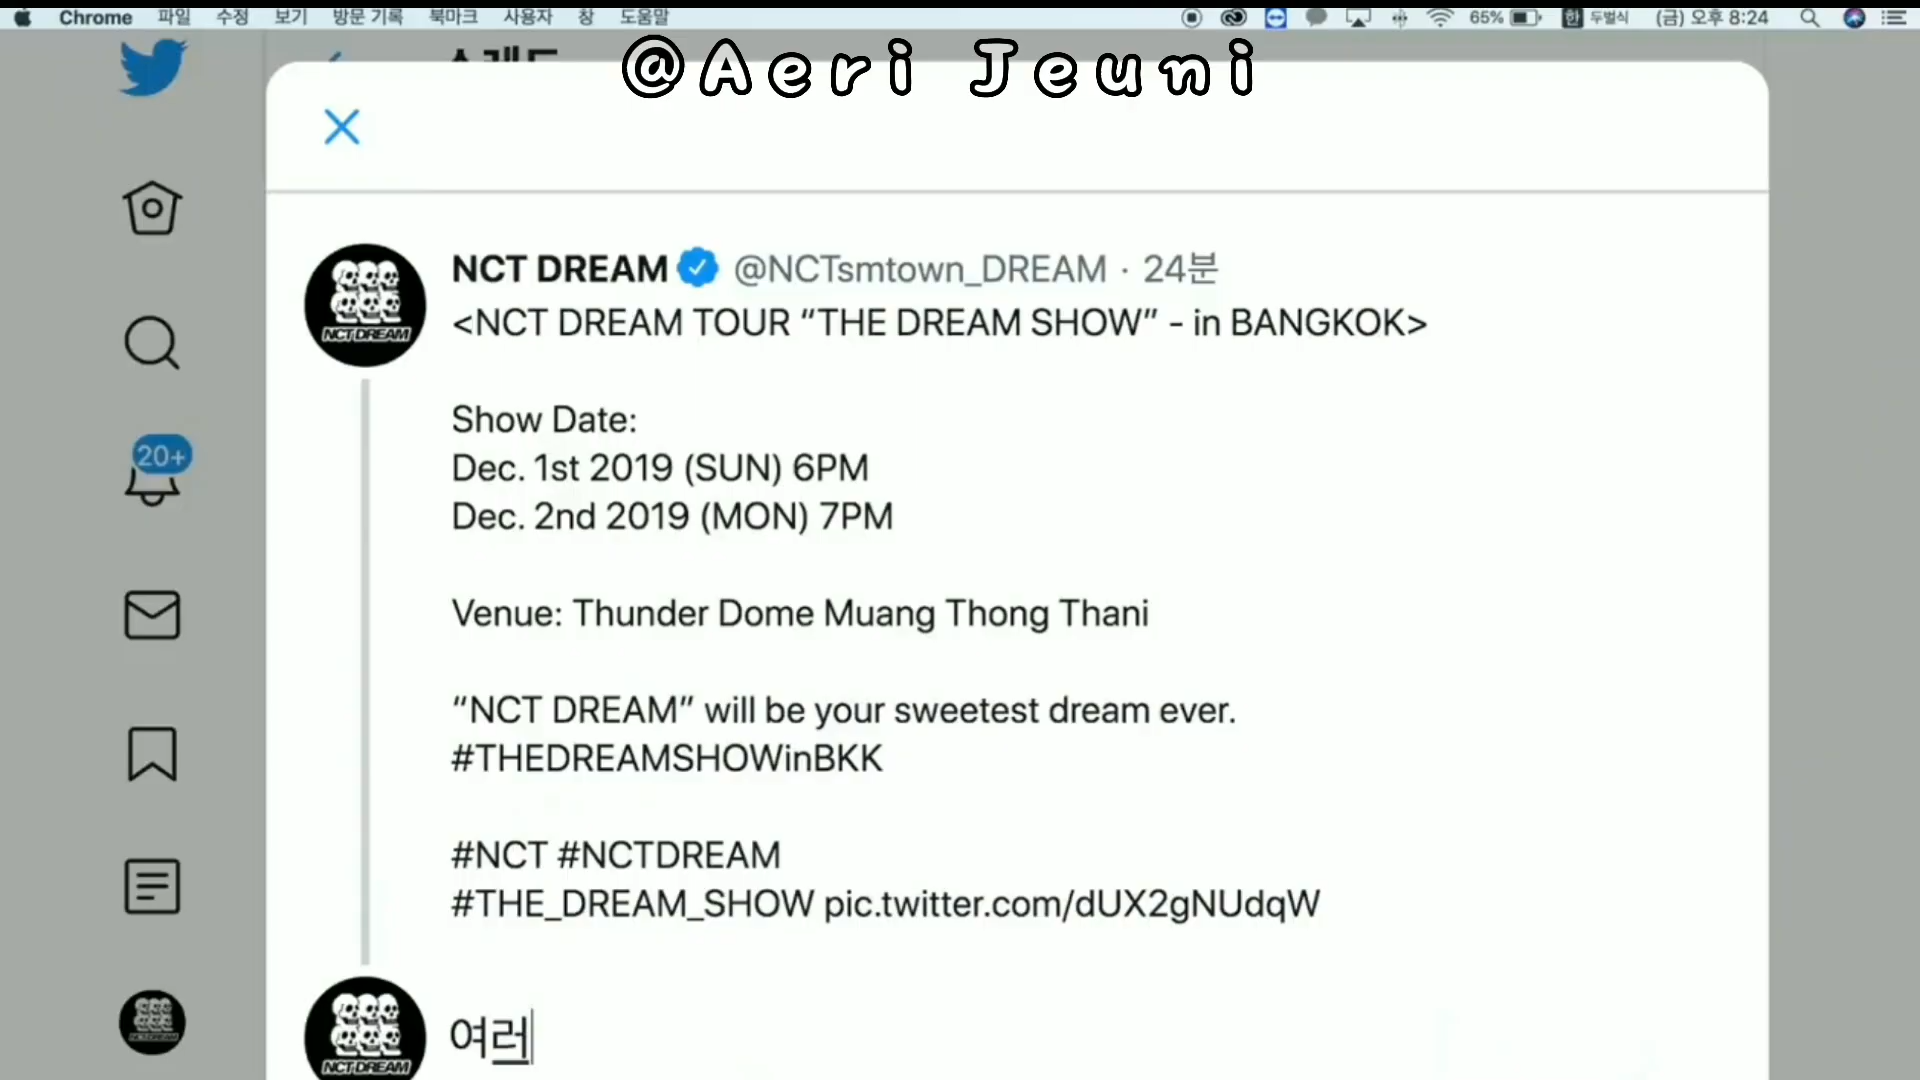 Chrome 파일 수정 보기 방문 기록 북마크 사용자 창 도움말 65% 한 두벌식 (금) 오후 8:24
@Aeri Jeuni
NCT DREAM @NCTsmtown_DREAM · 24분
<NCT DREAM TOUR “THE DREAM SHOW” - in BANGKOK>
Show Date:
Dec. 1st 2019 (SUN) 6PM
Dec. 2nd 2019 (MON) 7PM
Venue: Thunder Dome Muang Thong Thani
“NCT DREAM” will be your sweetest dream ever.
#THEDREAMSHOWinBKK
#NCT #NCTDREAM
#THE_DREAM_SHOW pic.twitter.com/dUX2gNUdqW
여러
20+
NCT DREAM
NCT DREAM